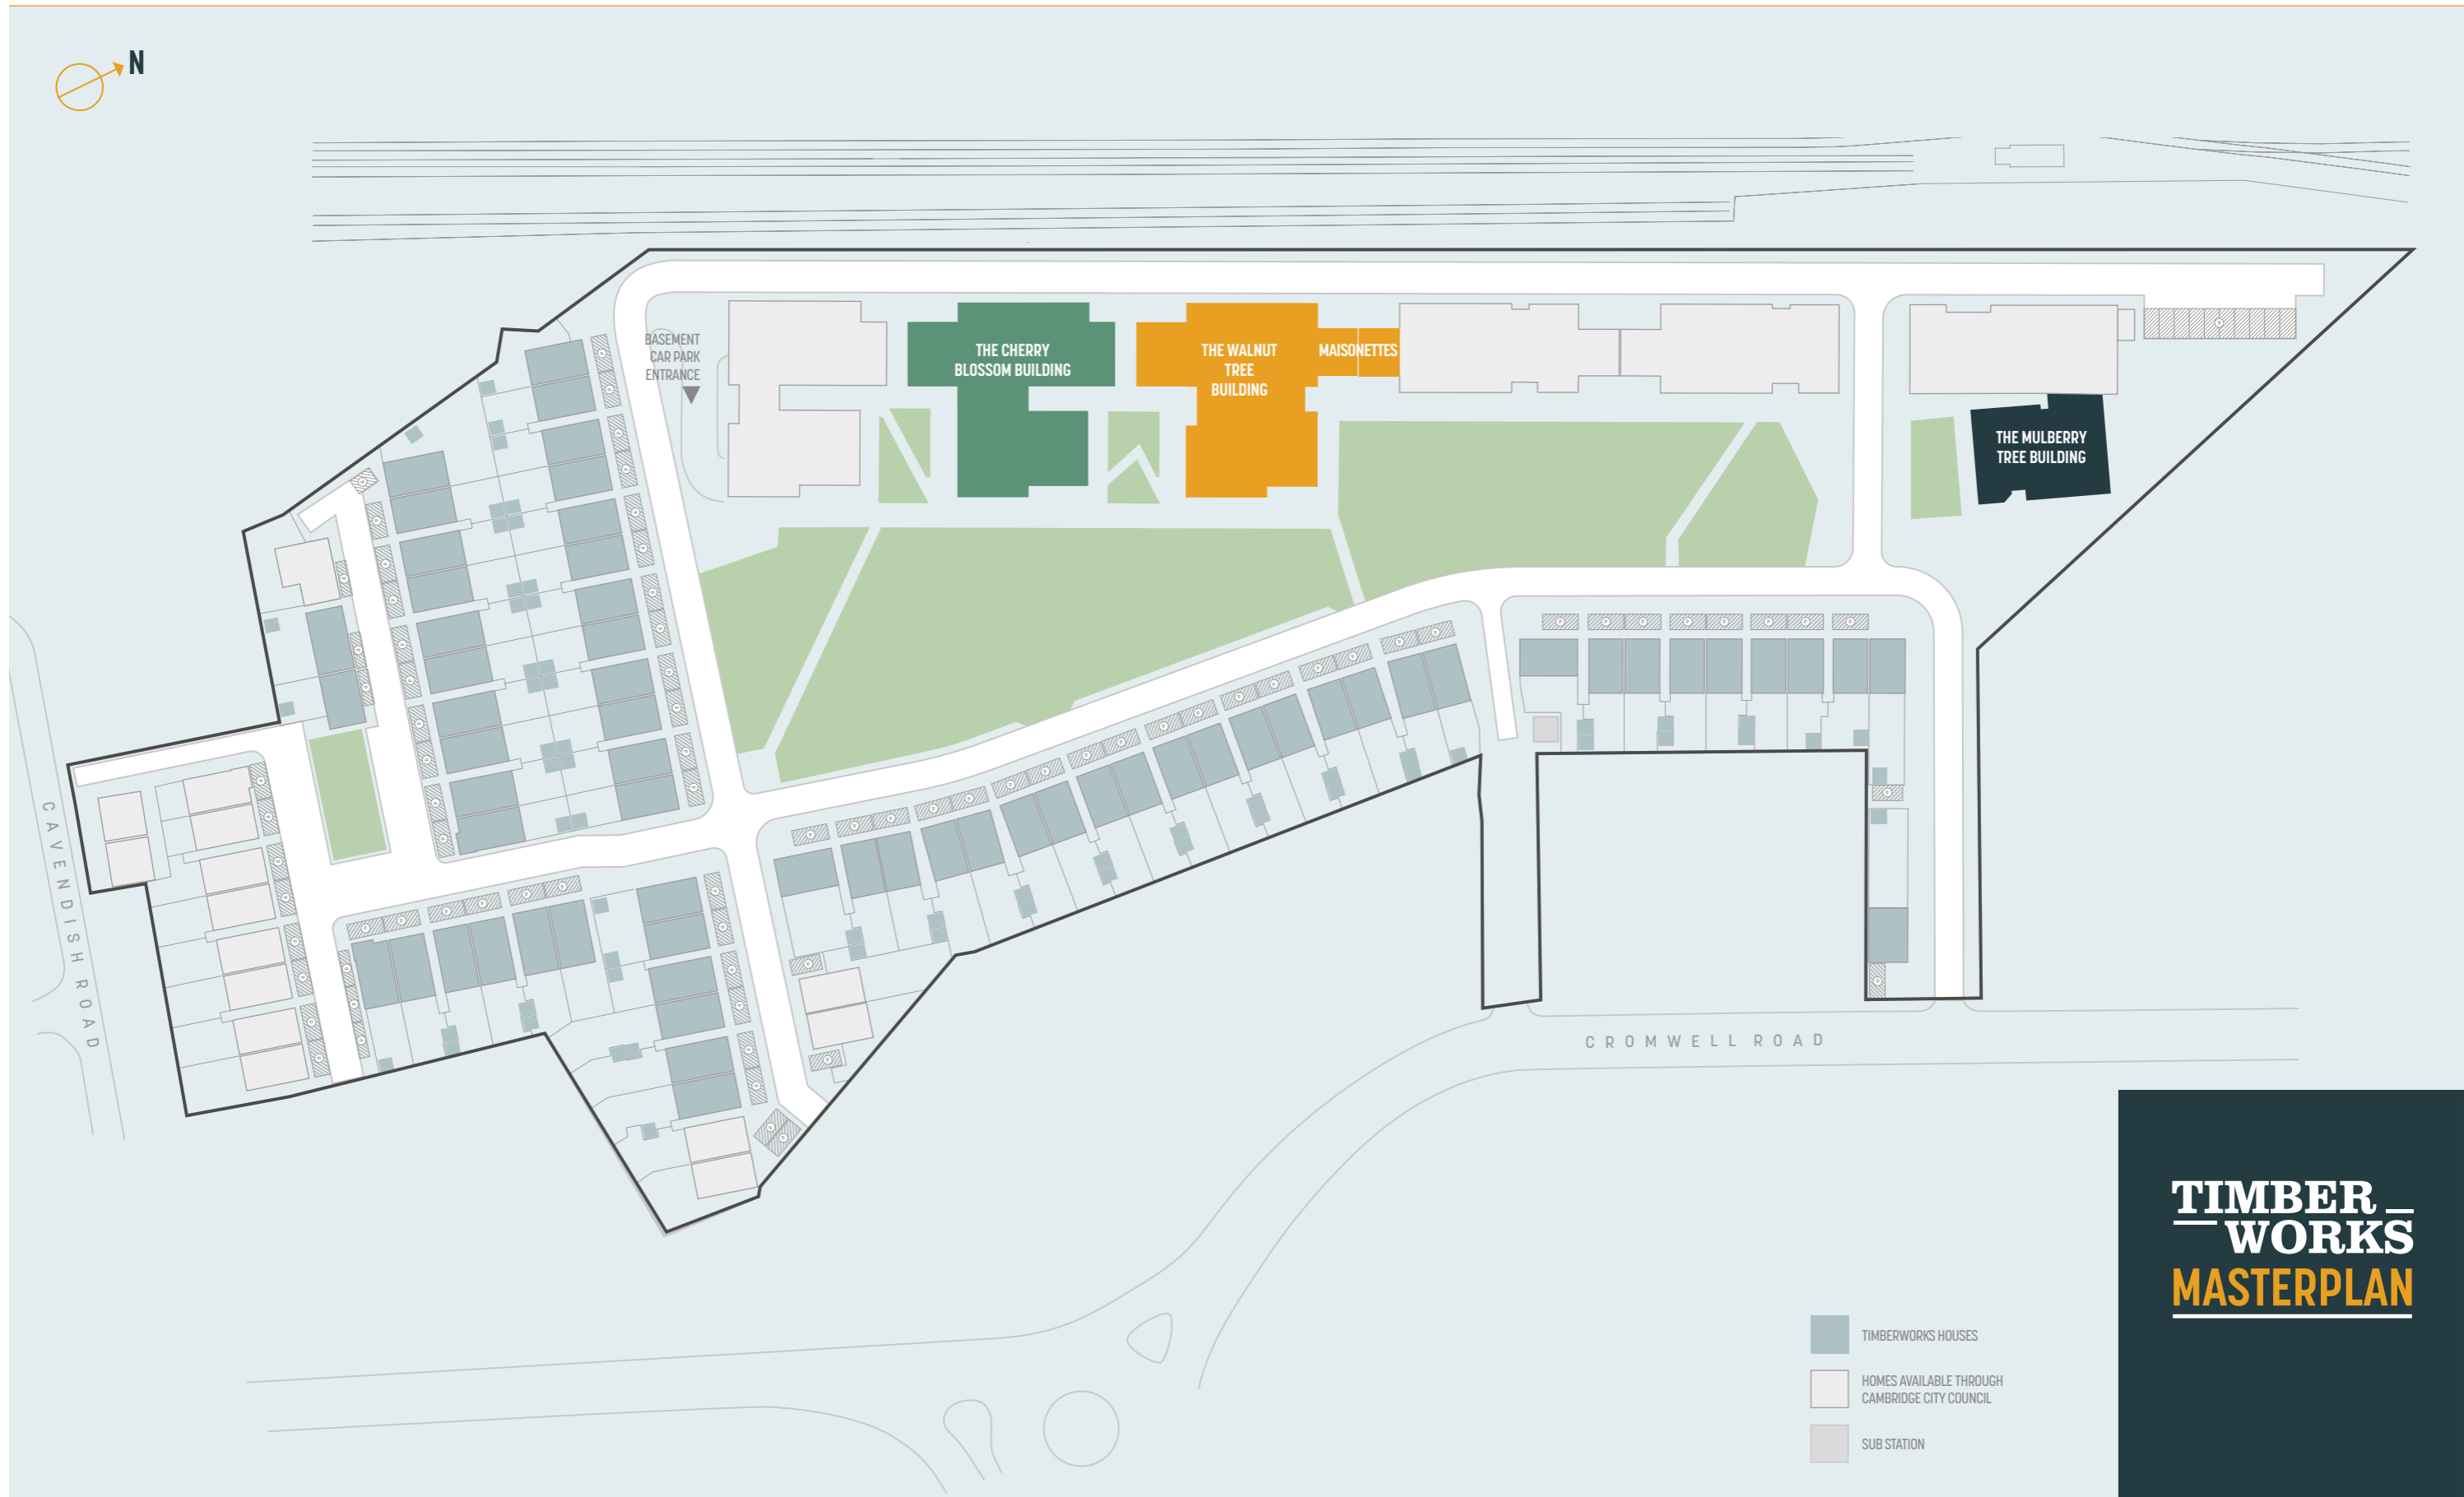 N
BASEMENT
CAR PARK
ENTRANCE
THE CHERRY
BLOSSOM BUILDING
THE WALNUT
TREE
BUILDING
MAISONETTES
THE MULBERRY
TREE BUILDING
CAVENDISH ROAD
CROMWELL ROAD
TIMBER
WORKS
MASTERPLAN
TIMBERWORKS HOUSES
HOMES AVAILABLE THROUGH
CAMBRIDGE CITY COUNCIL
SUB STATION